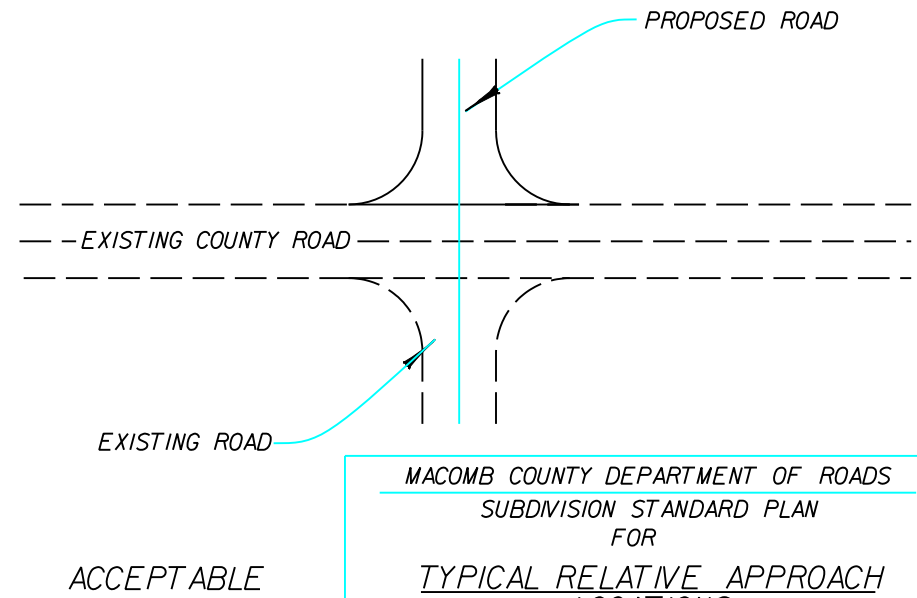 PROPOSED ROAD
EXISTING COUNTY ROAD
EXISTING ROAD
MACOMB COUNTY DEPARTMENT OF ROADS
SUBDIVISION STANDARD PLAN
FOR
ACCEPTABLE
TYPICAL RELATIVE APPROACH